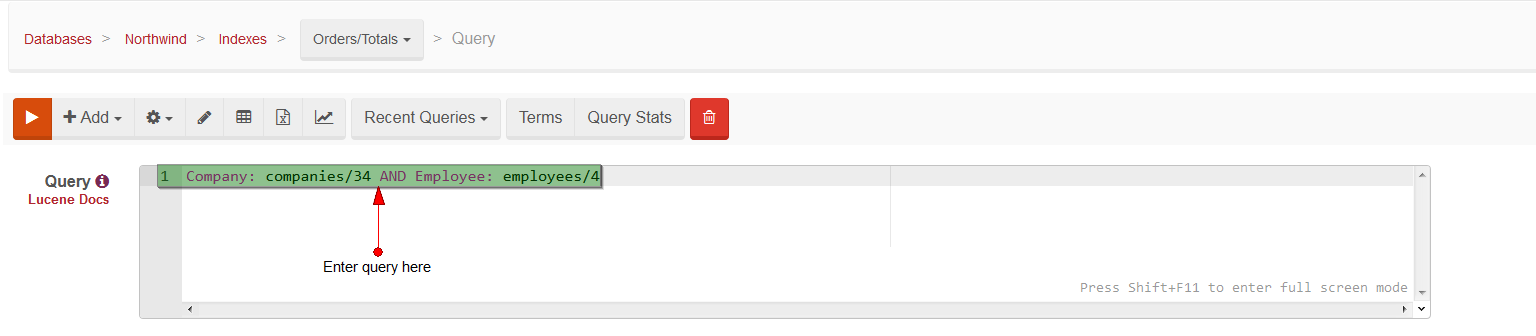 Databases > Northwind > Indexes > Orders/Totals > Query
Add Recent Queries Terms Query Stats
Query
Lucene Docs
1 Company: companies/34 AND Employee: employees/4
Enter query here
Press Shift+F11 to enter full screen mode